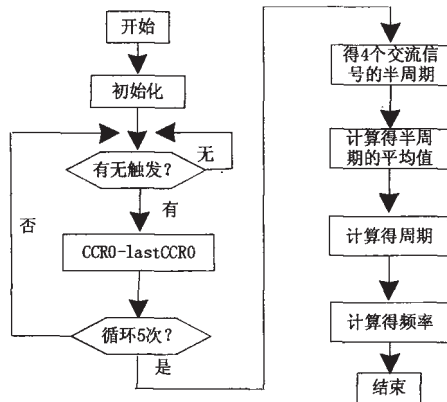 开始
初始化
无
有无触发?
有
否
CCR0-lastCCR0
循环5次?
是
得4个交流信
号的半周期
计算得半周
期的平均值
计算得周期
计算得频率
结束